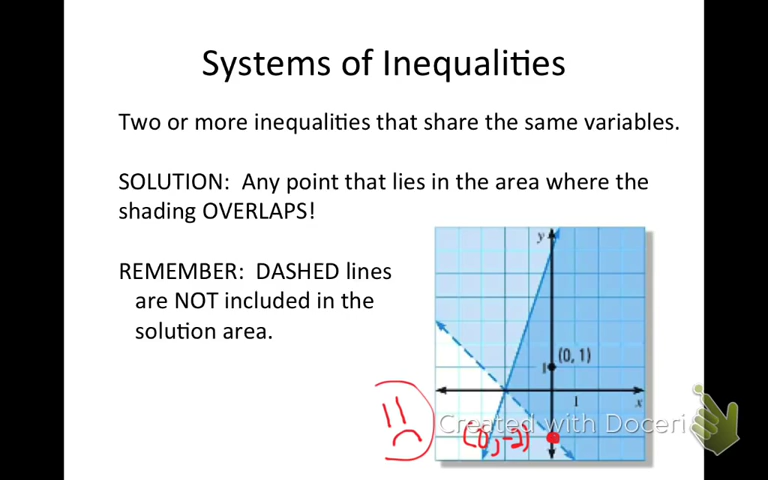 Systems of Inequalities
Two or more inequalities that share the same variables.
SOLUTION: Any point that lies in the area where the
shading OVERLAPS!
REMEMBER: DASHED lines
are NOT included in the
solution area.
y
(0, 1)
1
1
x
Created with Doceri
(0,-2)